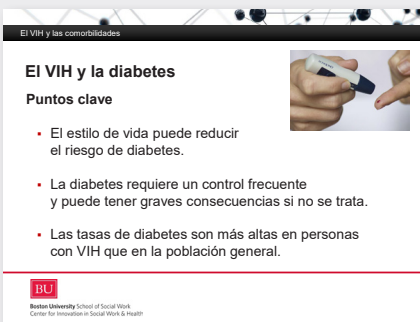 El VIH y las comorbilidades
El VIH y la diabetes
Puntos clave
▪ El estilo de vida puede reducir
el riesgo de diabetes.
▪ La diabetes requiere un control frecuente
y puede tener graves consecuencias si no se trata.
▪ Las tasas de diabetes son más altas en personas
con VIH que en la población general.
BU
Boston University School of Social Work
Center for Innovation in Social Work & Health